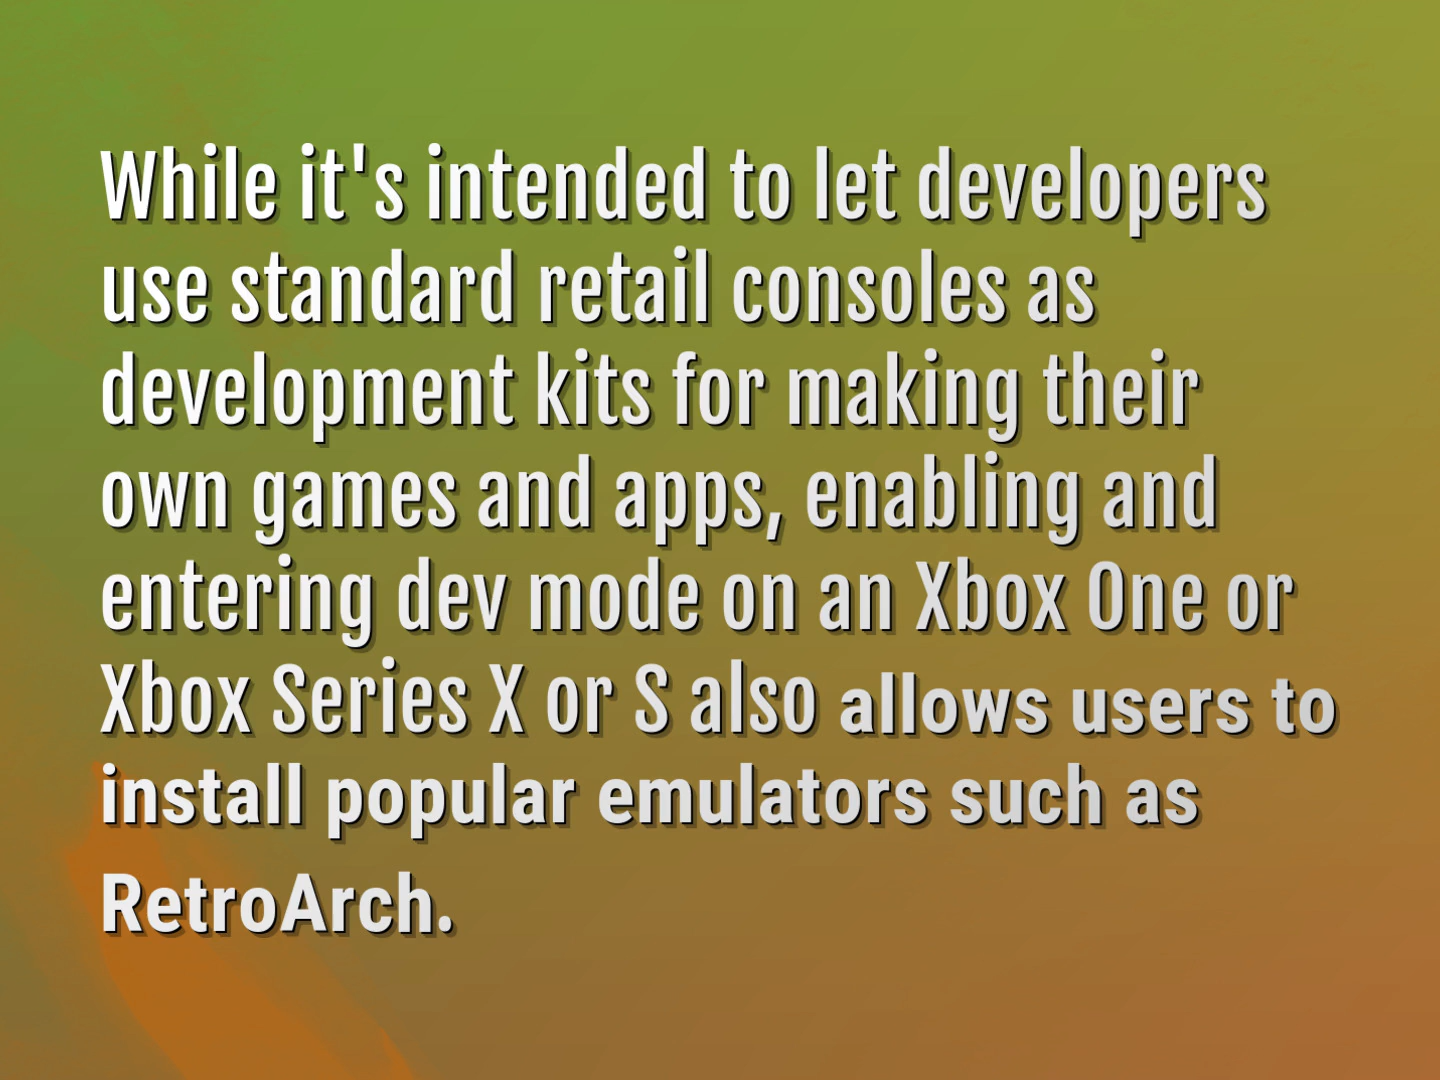 While it's intended to let developers
use standard retail consoles as
development kits for making their
own games and apps, enabling and
entering dev mode on an Xbox One or
Xbox Series X or S also allows users to
install popular emulators such as
RetroArch.